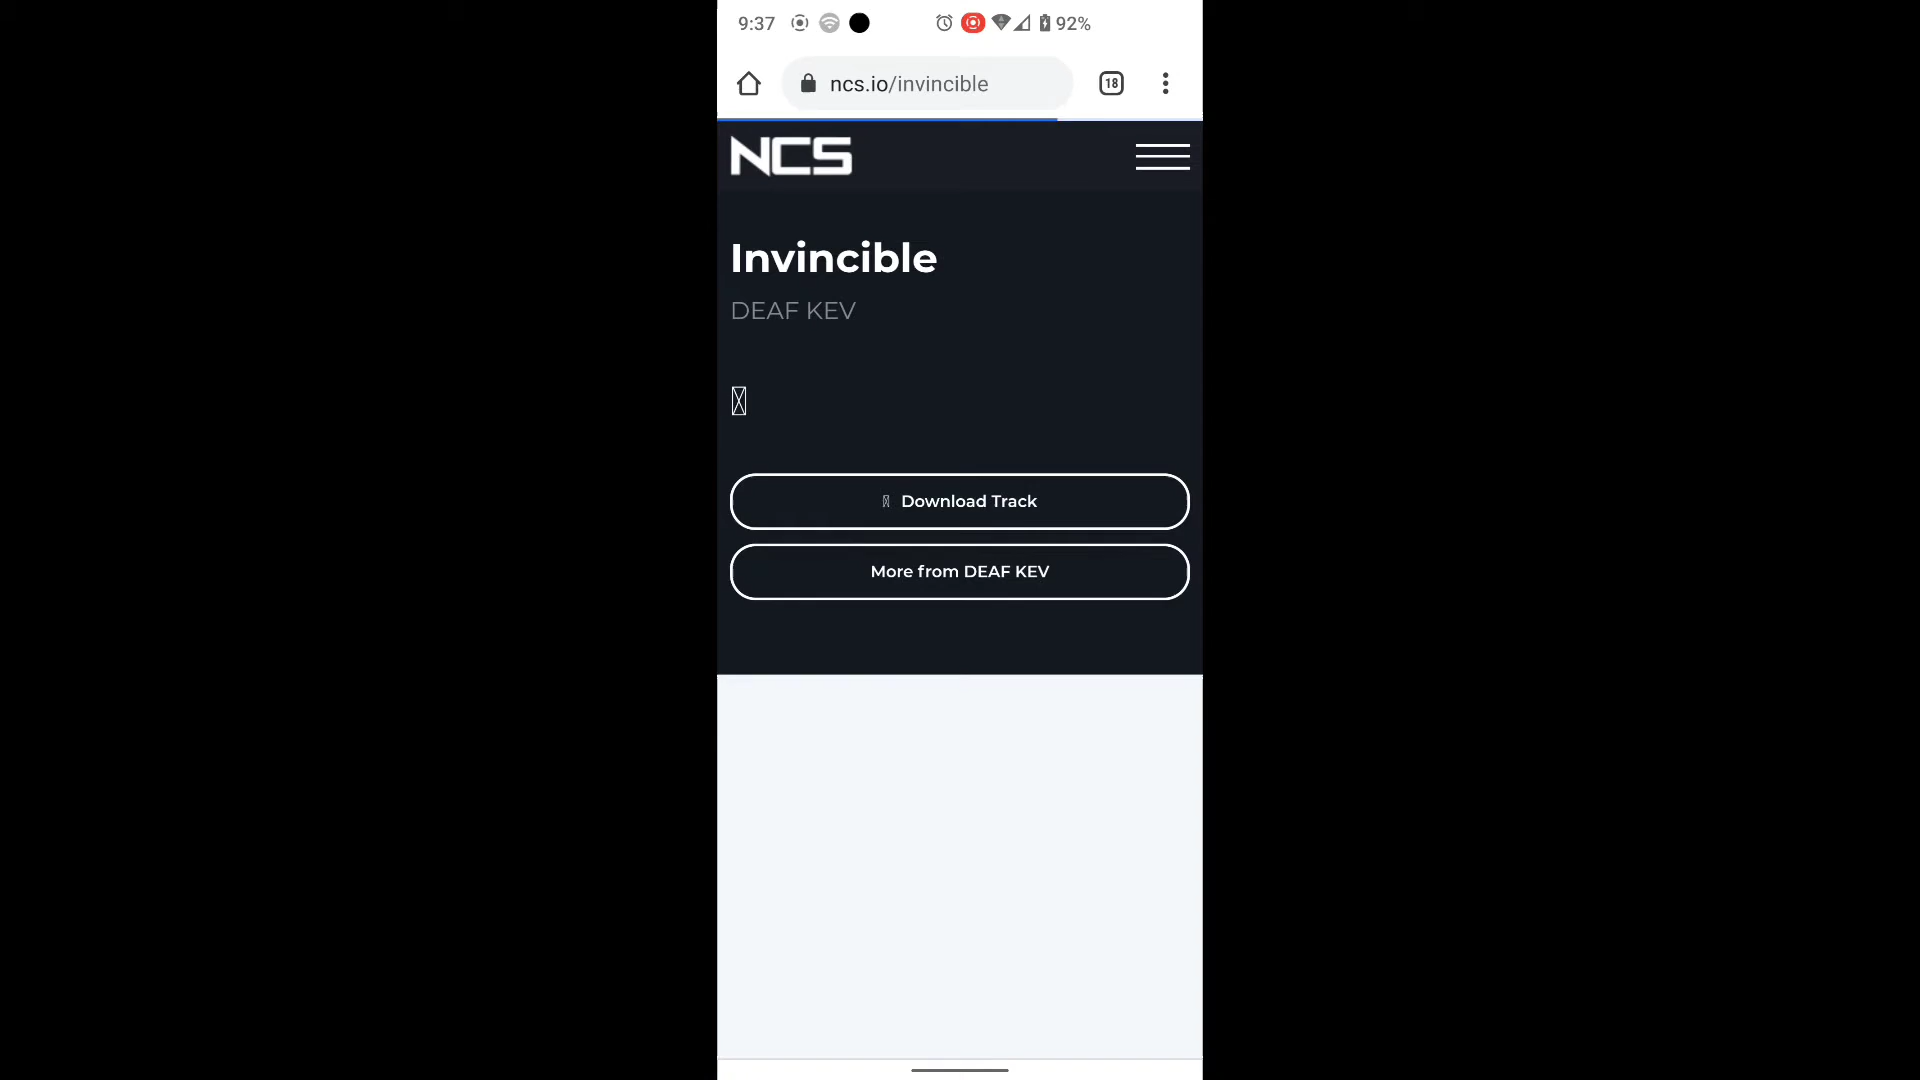 9:37
92%
ncs.io/invincible
18
NCS
Invincible
DEAF KEV
Download Track
More from DEAF KEV